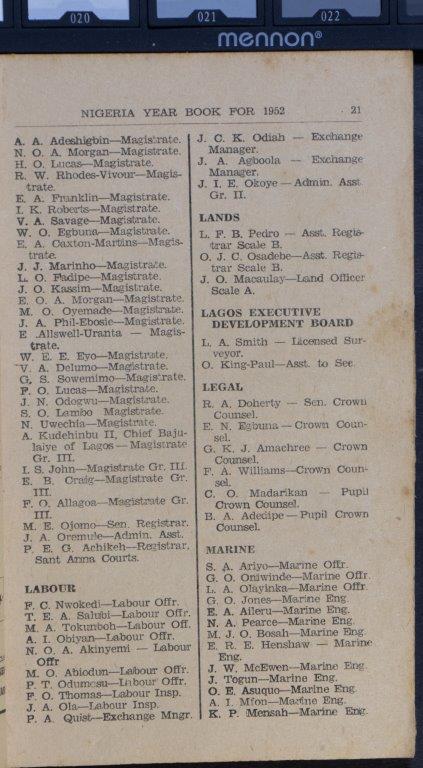 020 021 022
mennon®
NIGERIA YEAR BOOK FOR 1952 21
A. A. Adeshigbin—Magistrate.
N. O. A. Morgan—Magistrate.
H. O. Lucas—Magistrate.
R. W. Rhodes-Vivour—Magis-
trate.
E. A. Franklin—Magistrate.
I. K. Roberts—Magistrate.
V. A. Savage—Magistrate.
W. O. Egbuna—Magistrate.
E. A. Caxton-Martins—Magis-
trate.
J. J. Marinho—Magistrate.
L. O. Fadipe—Magistrate.
J. O. Kassim—Magistrate.
E. O. A. Morgan—Magistrate.
M. O. Oyemade—Magistrate.
J. A. Phil-Ebosie—Magistrate.
E .Allswell-Uranta — Magis-
trate.
W. E. E. Eyo—Magistrate.
V. A. Delumo—Magistrate.
G. S. Sowemimo—Magistrate.
F. O. Lucas—Magistrate.
J. N. Odogwu—Magistrate.
S. O. Lambo Magistrate.
N. Uwechia—Magistrate.
A. Kudehinbu II, Chief Baju-
laiye of Lagos—Magistrate
Gr. III.
I. S. John—Magistrate Gr. III.
E. B. Craig—Magistrate Gr.
III.
F. O. Allagoa—Magistrate Gr.
III.
M. E. Ojomo—Sen. Registrar.
J. A. Oremule—Admin. Asst.
P. E. G. Achikeh—Registrar,
Sant Anna Courts.
LABOUR
F. C. Nwokedi—Labour Offr.
T. E. A. Salubi—Labour Offr.
M. A. Tokunboh—Labour Off.
A. I. Obiyan—Labour Offr.
N. O. A. Akinyemi — Labour
Offr
M. O. Abiodun—Labour Offr.
P. T. Odumosu—Labour Offr.
F. O. Thomas—Labour Insp.
J. A. Ola—Labour Insp.
P. A. Quist—Exchange Mngr.
J. C. K. Odiah — Exchange
Manager.
J. A. Agboola — Exchange
Manager.
J. I. E. Okoye—Admin. Asst
Gr. II.
LANDS
L. F. B. Pedro — Asst. Regis-
trar Scale B.
O. J. C. Osadebe—Asst. Regis-
trar Scale B.
J. O. Macaulay—Land Officer
Scale A.
LAGOS EXECUTIVE
DEVELOPMENT BOARD
L. A. Smith — Licensed Sur-
veyor.
O. King-Paul—Asst. to Sec.
LEGAL
R. A. Doherty — Sen. Crown
Counsel.
E. N. Egbuna—Crown Coun-
sel.
G. K. J. Amachree — Crown
Counsel.
F. A. Williams—Crown Coun-
sel.
C. O. Madarikan — Pupil
Crown Counsel.
B. A. Adedipe—Pupil Crown
Counsel.
MARINE
S. A. Ariyo—Marine Offr.
G. O. Oniwinde—Marine Offr.
L. A. Olayinka—Marine Offr.
G. O. Jones—Marine Eng.
E. A. Aileru—Marine Eng.
N. A. Pearce—Marine Eng.
M. J. O. Bosah—Marine Eng.
E. R. E. Henshaw — Marine
Eng.
J. W. McEwen—Marine Eng.
J. Togun—Marine Eng.
O. E. Asuquo—Marine Eng.
A. I. Mfon—Marine Eng.
K. P. Mensah—Marine Eng.